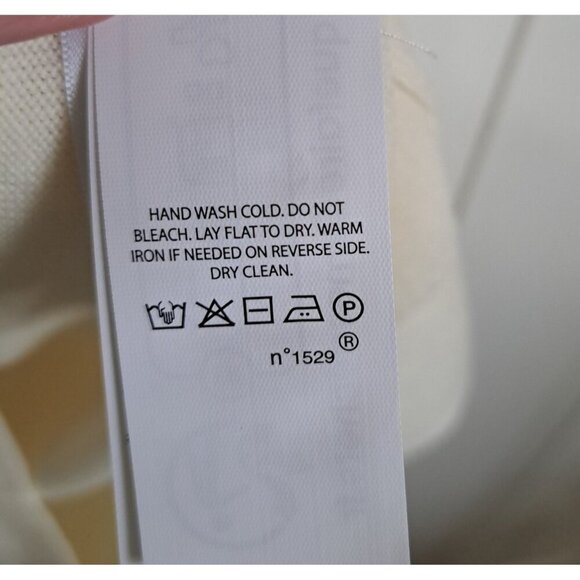 HAND WASH COLD. DO NOT
BLEACH. LAY FLAT TO DRY. WARM
IRON IF NEEDED ON REVERSE SIDE.
DRY CLEAN.
P
n°1529 ®